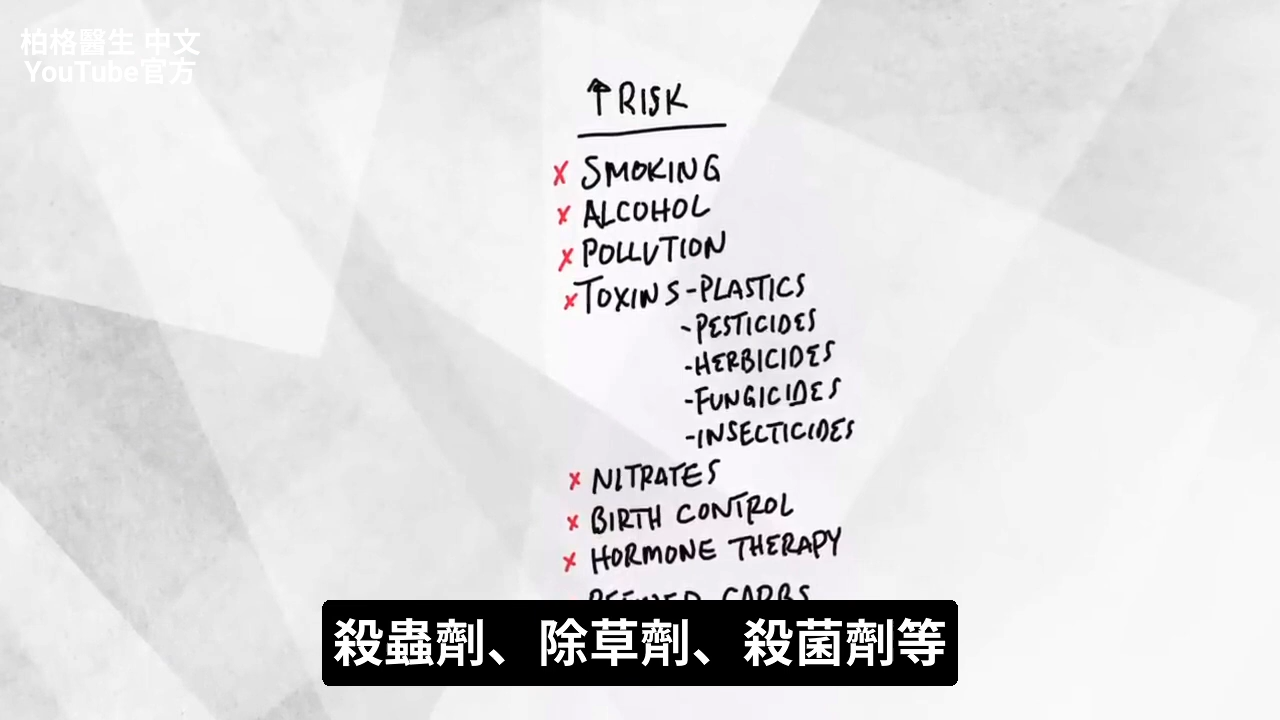 柏格醫生 中文
YouTube官方
↑ RISK
x SMOKING
x ALCOHOL
x POLLUTION
x TOXINS - PLASTICS
- PESTICIDES
- HERBICIDES
- FUNGICIDES
- INSECTICIDES
x NITRATES
x BIRTH CONTROL
x HORMONE THERAPY
CARBS
殺蟲劑、除草劑、殺菌劑等